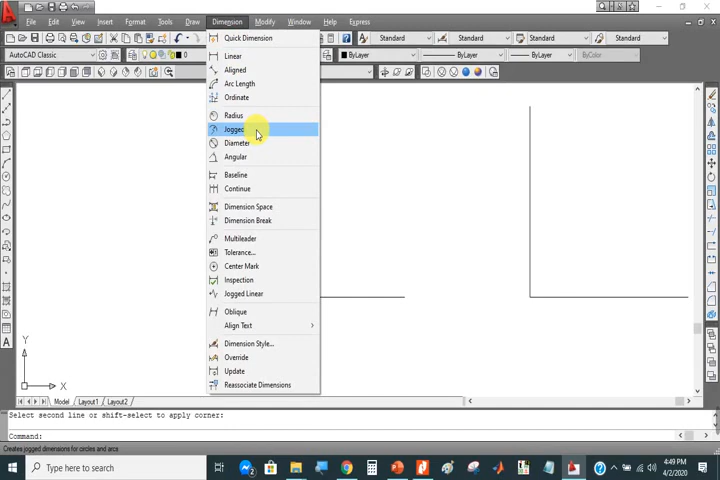 File Edit View Insert Format Tools Draw Dimension Modify Window Help Express
Standard Standard Standard Standard
AutoCAD Classic 0 ByLayer ByLayer ByLayer ByColor
Quick Dimension
Linear
Aligned
Arc Length
Ordinate
Radius
Jogged
Diameter
Angular
Baseline
Continue
Dimension Space
Dimension Break
Multileader
Tolerance...
Center Mark
Inspection
Jogged Linear
Oblique
Align Text
Dimension Style...
Override
Update
Reassociate Dimensions
Y
X
Model Layout1 Layout2
Select second line or shift-select to apply corner:
Command:
Creates jogged dimensions for circles and arcs
Type here to search
4:49 PM
4/2/2020